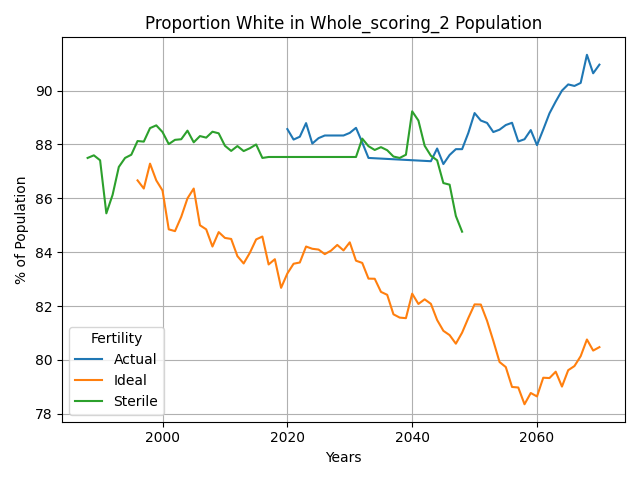 Proportion White in Whole_scoring_2 Population
% of Population
90
88
86
84
82
80
78
Fertility
Actual
Ideal
Sterile
2000
2020
2040
2060
Years